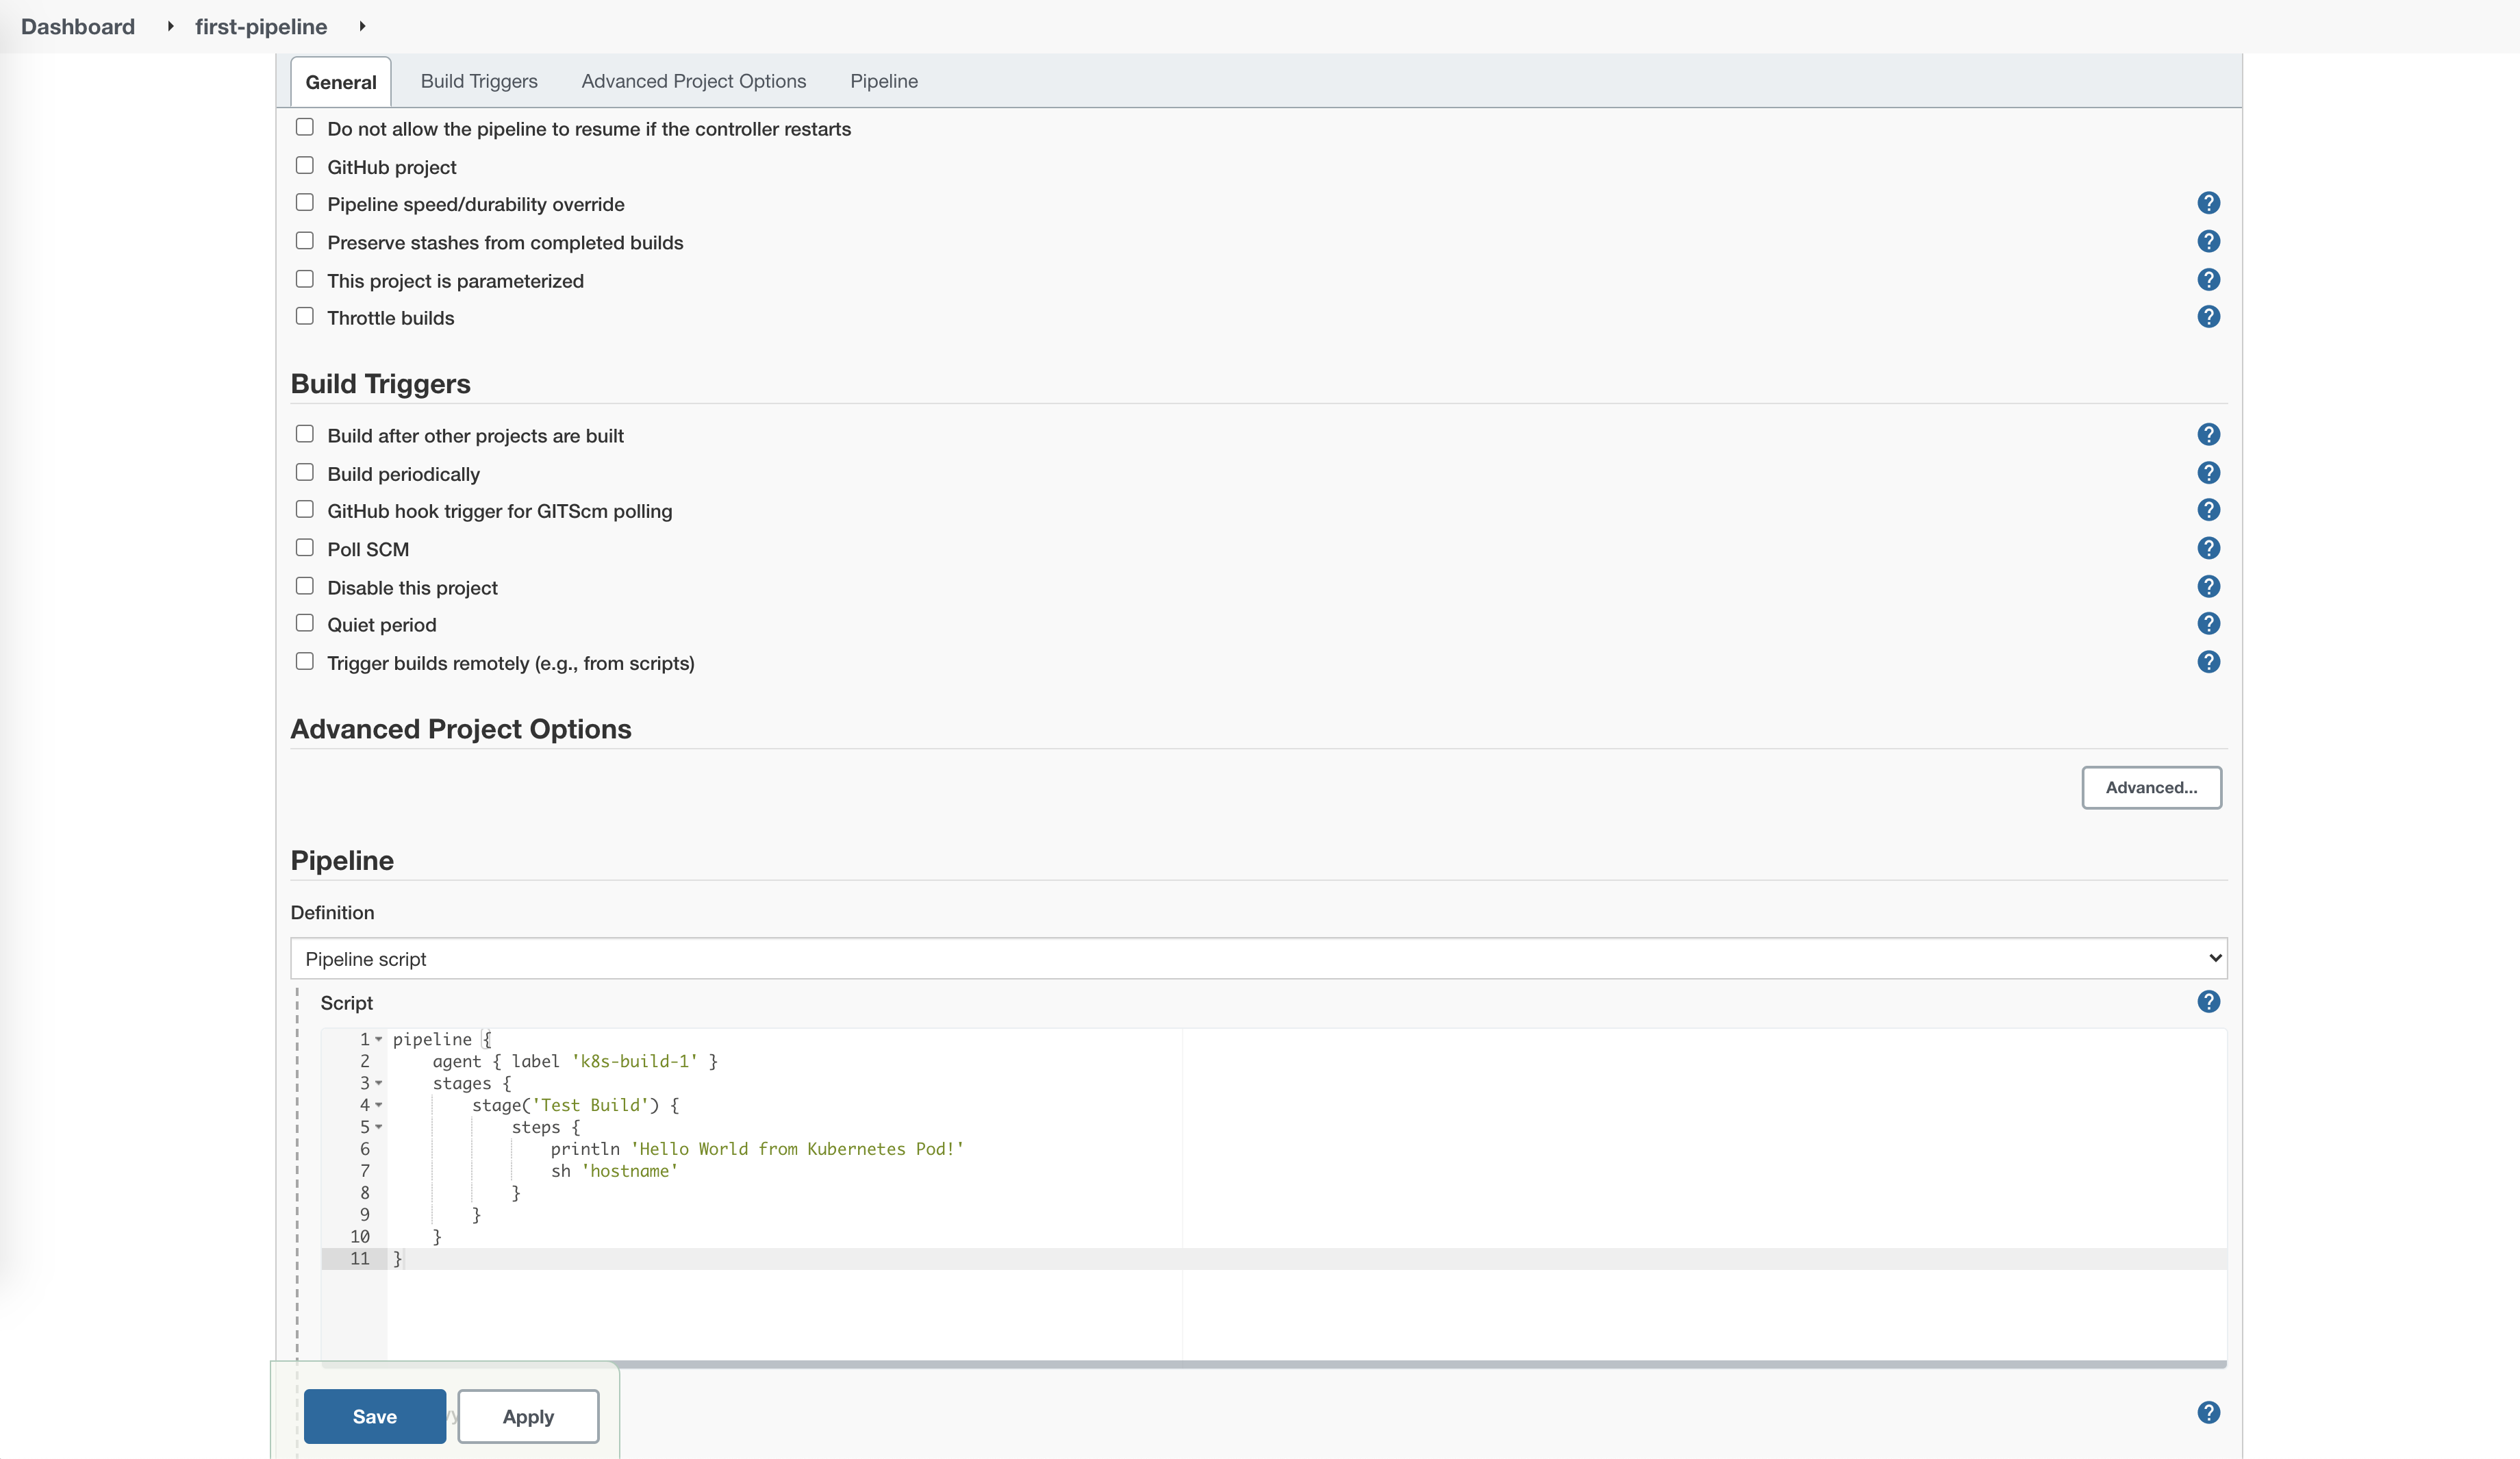 Dashboard first-pipeline
General Build Triggers Advanced Project Options Pipeline
Do not allow the pipeline to resume if the controller restarts
GitHub project
Pipeline speed/durability override ?
Preserve stashes from completed builds ?
This project is parameterized ?
Throttle builds ?
Build Triggers
Build after other projects are built ?
Build periodically ?
GitHub hook trigger for GITScm polling ?
Poll SCM ?
Disable this project ?
Quiet period ?
Trigger builds remotely (e.g., from scripts) ?
Advanced Project Options
Advanced...
Pipeline
Definition
Pipeline script
Script ?
1 pipeline {
2     agent { label 'k8s-build-1' }
3     stages {
4         stage('Test Build') {
5             steps {
6                 println 'Hello World from Kubernetes Pod!'
7                 sh 'hostname'
8             }
9         }
10     }
11 }
Save Apply ?